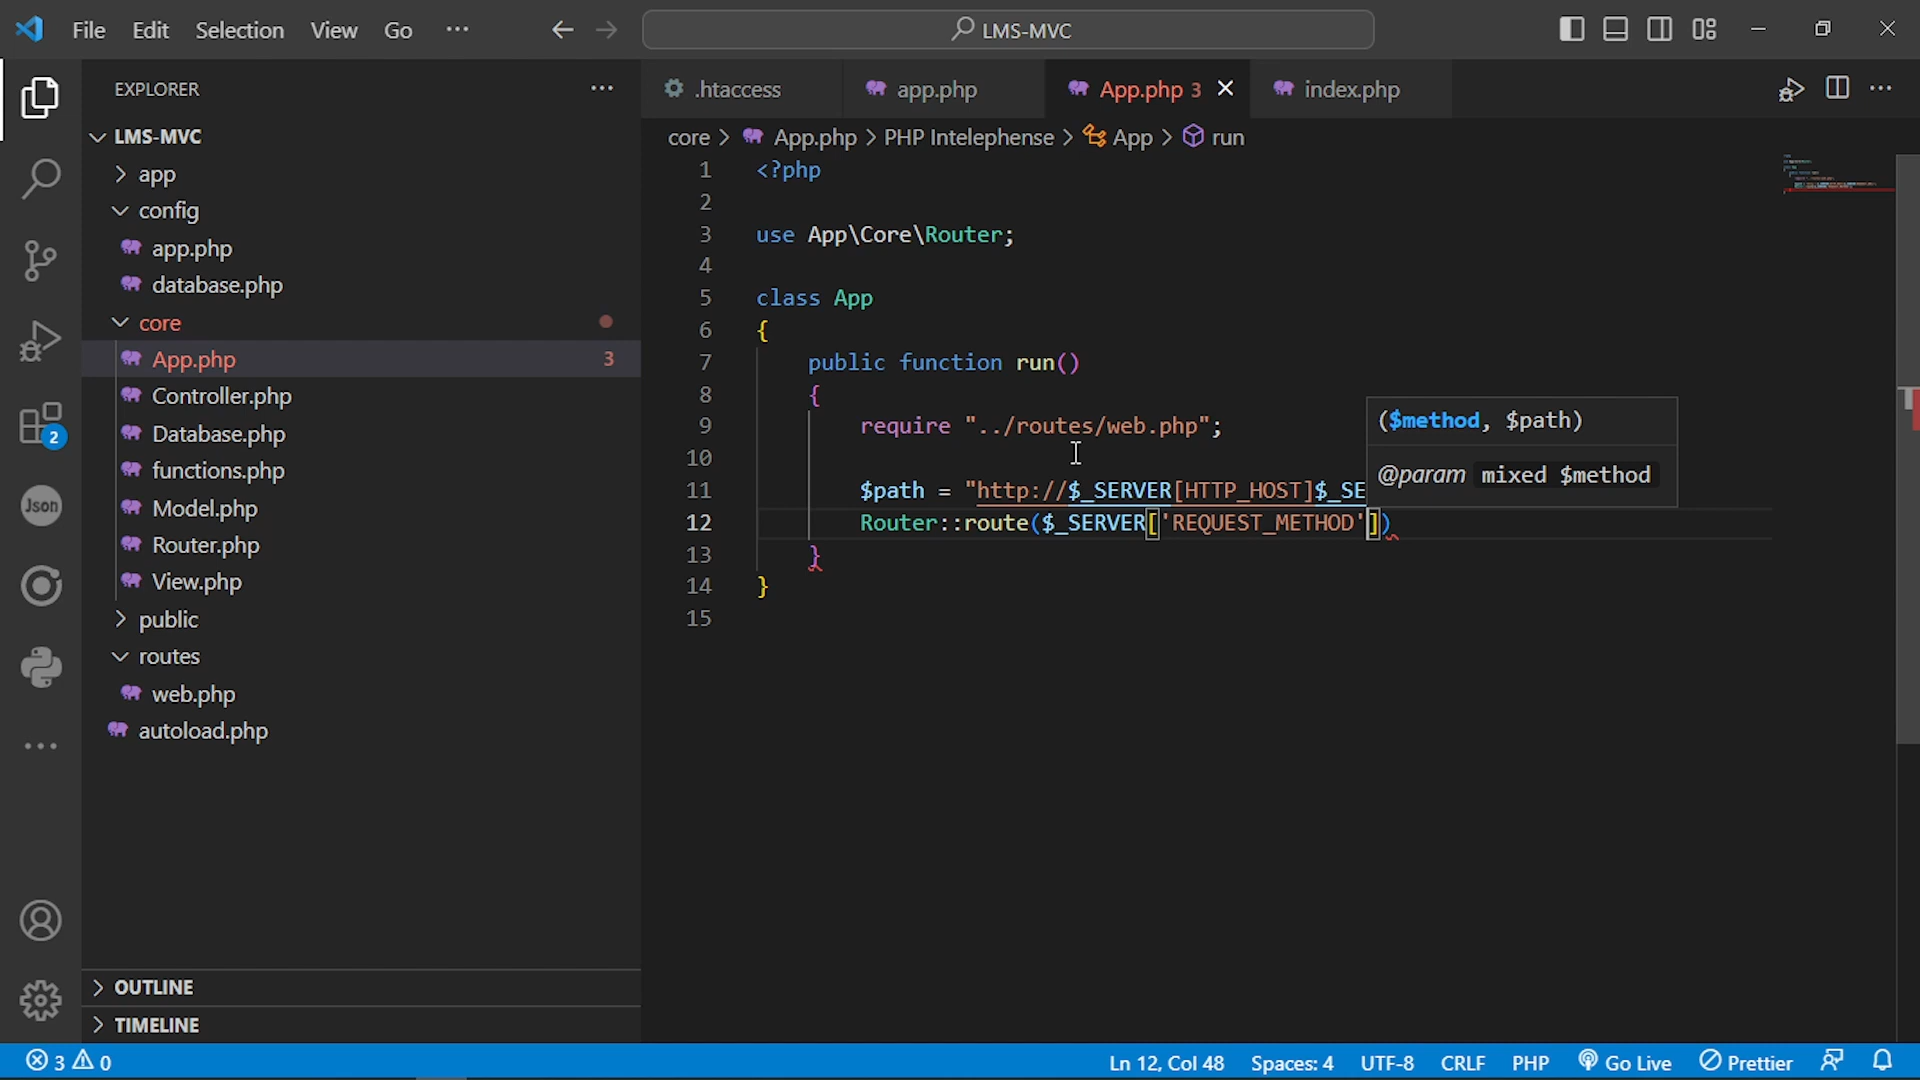 File Edit Selection View Go ··· LMS-MVC
EXPLORER
.htaccess app.php App.php 3 index.php
LMS-MVC
app
config
app.php
database.php
core
App.php 3
Controller.php
Database.php
functions.php
Model.php
Router.php
View.php
public
routes
web.php
autoload.php
OUTLINE
TIMELINE
2
Json
core > App.php > PHP Intelephense > App > run
1 <?php
2
3 use App\Core\Router;
4
5 class App
6 {
7 public function run()
8 {
9 require "../routes/web.php";
10
11 $path = "http://$_SERVER[HTTP_HOST]$_SE
12 Router::route($_SERVER['REQUEST_METHOD'])
13 }
14 }
15
($method, $path)
@param mixed $method
3 0 Ln 12, Col 48 Spaces: 4 UTF-8 CRLF PHP Go Live Prettier